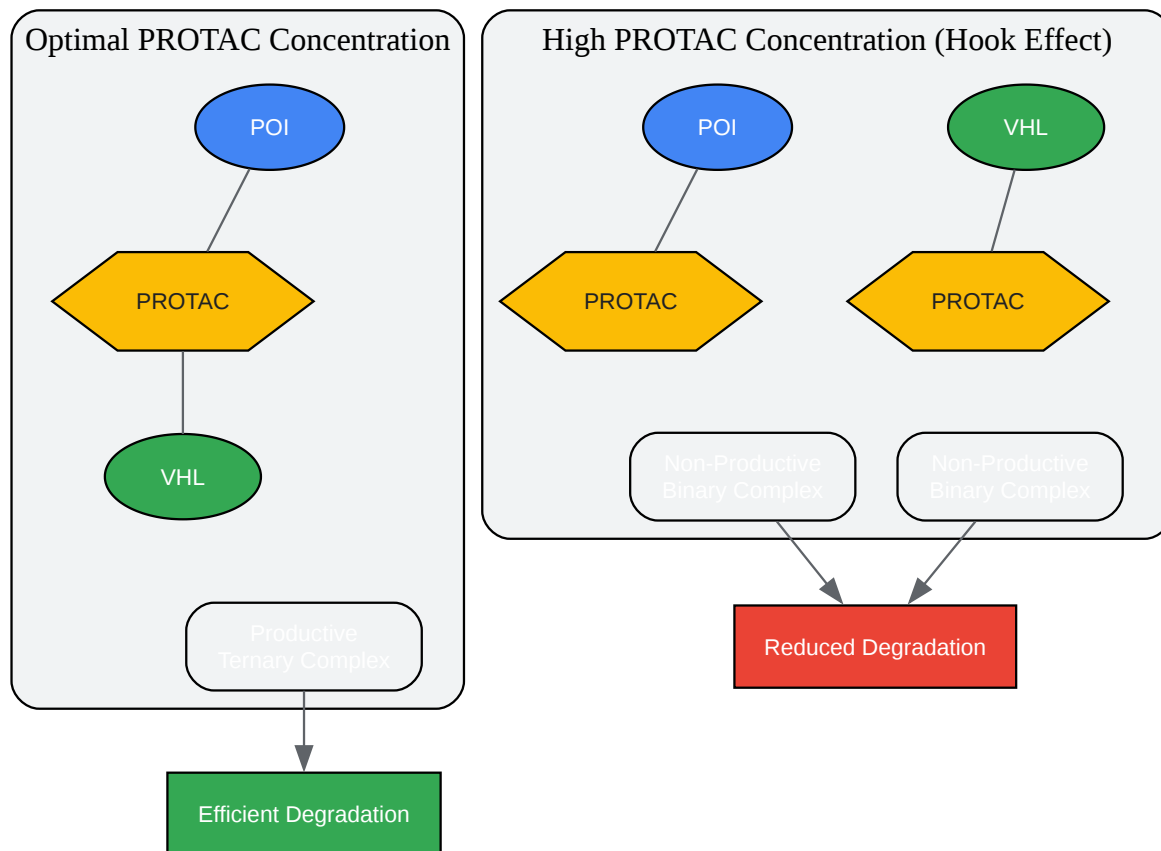 Optimal PROTAC Concentration
POI
PROTAC
VHL
Productive
Ternary Complex
Efficient Degradation
High PROTAC Concentration (Hook Effect)
POI
VHL
PROTAC
PROTAC
Non-Productive
Binary Complex
Non-Productive
Binary Complex
Reduced Degradation